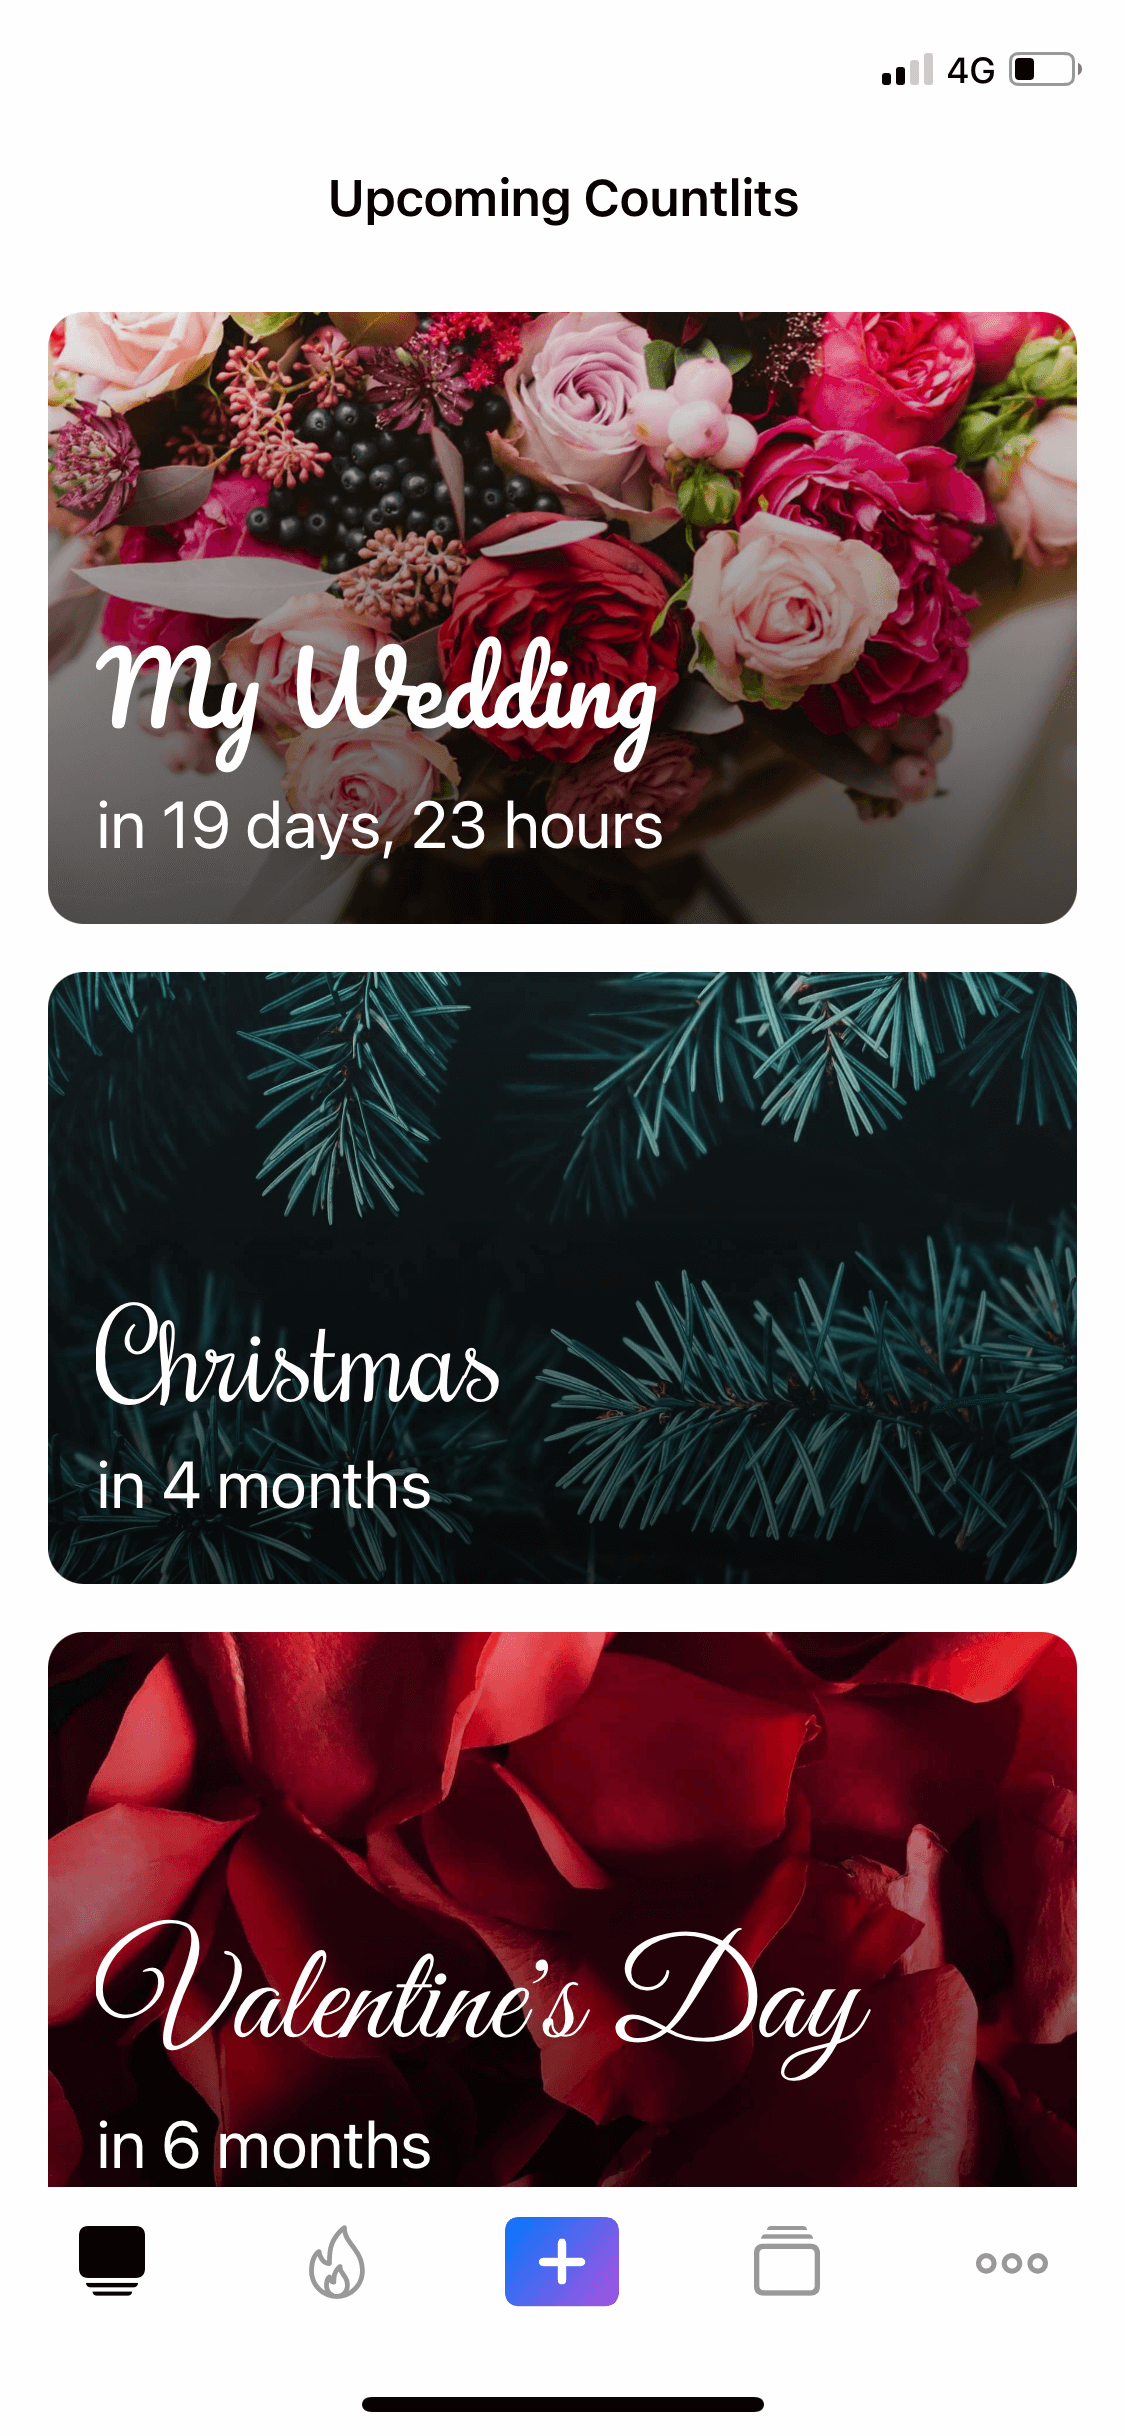 4G
Upcoming Countlits
My Wedding
in 19 days, 23 hours
Christmas
in 4 months
Valentine's Day
in 6 months